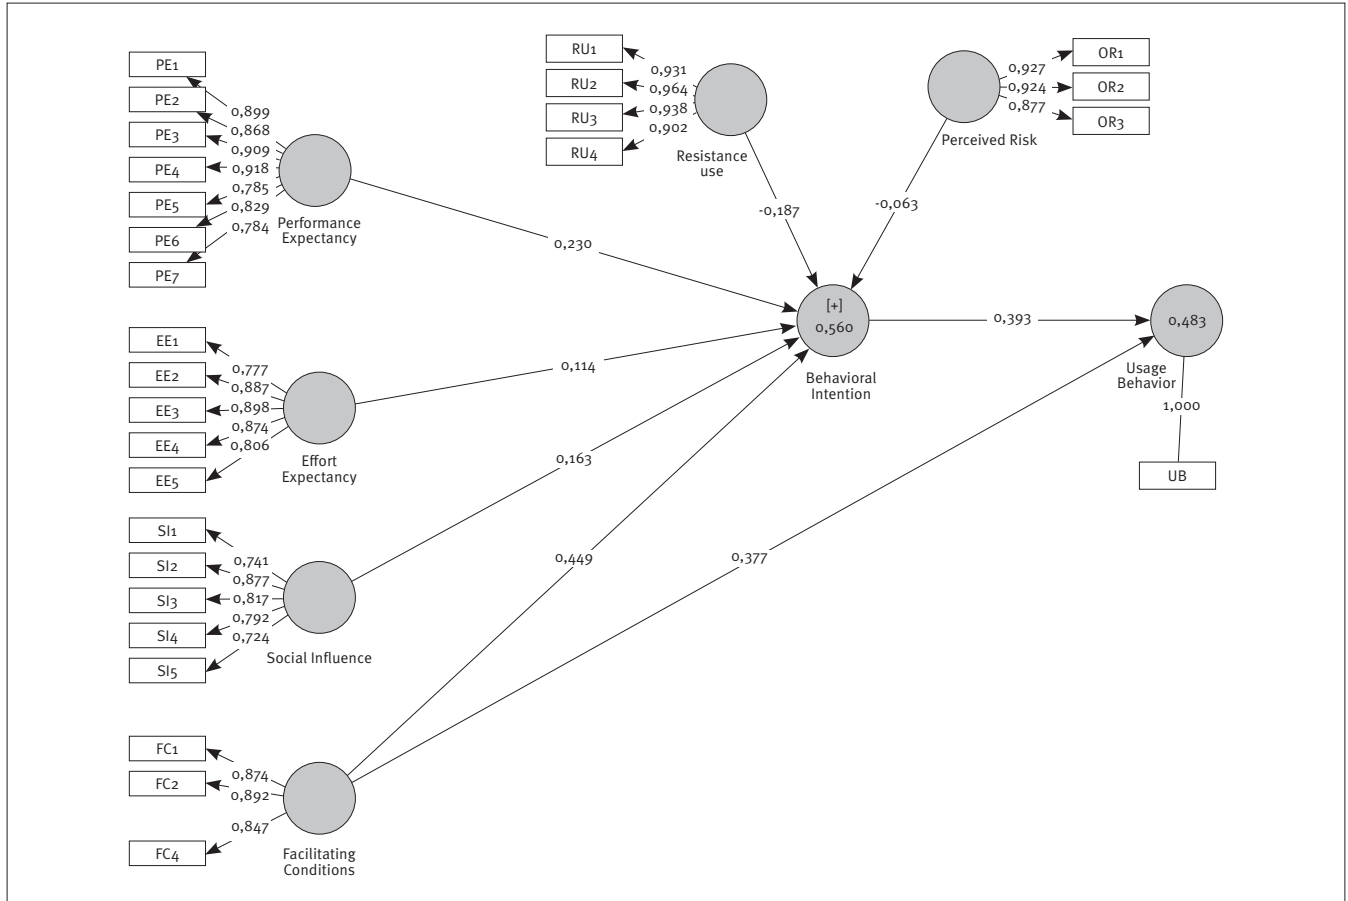 PE1
PE2
PE3
PE4
PE5
PE6
PE7
0,899
0,868
0,909
0,918
0,785
0,829
0,784
Performance
Expectancy
RU1
RU2
RU3
RU4
0,931
0,964
0,938
0,902
Resistance
use
OR1
OR2
OR3
0,927
0,924
0,877
Perceived Risk
-0,187
-0,063
0,230
[+]
0,560
Behavioral
Intention
0,393
0,483
Usage
Behavior
1,000
UB
EE1
EE2
EE3
EE4
EE5
0,777
0,887
0,898
0,874
0,806
Effort
Expectancy
0,114
SI1
SI2
SI3
SI4
SI5
0,741
0,877
0,817
0,792
0,724
Social Influence
0,163
0,449
0,377
FC1
FC2
FC4
0,874
0,892
0,847
Facilitating
Conditions